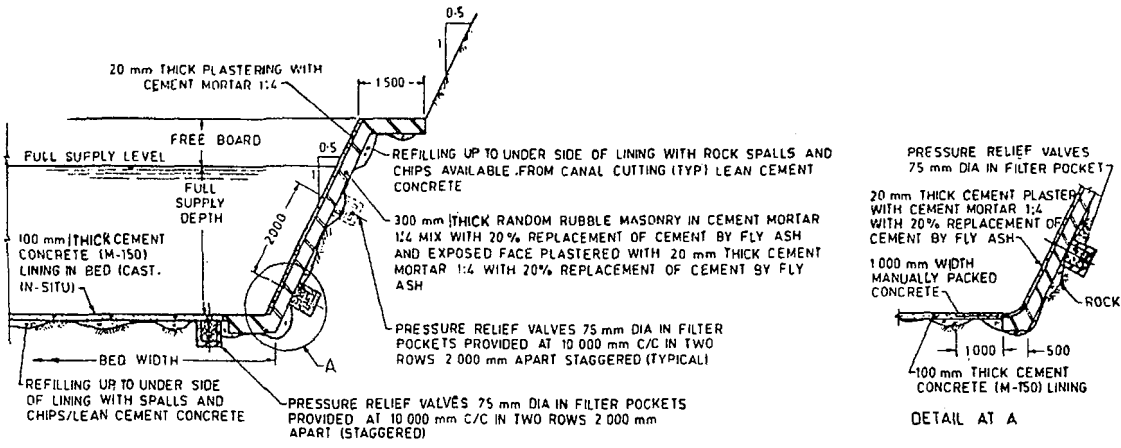 0·5
1
20 mm THICK PLASTERING WITH
CEMENT MORTAR 1:4
1500
FREE BOARD
FULL SUPPLY LEVEL
0·5
1
FULL
SUPPLY
DEPTH
2000
REFILLING UP TO UNDER SIDE OF LINING WITH ROCK SPALLS AND
CHIPS AVAILABLE FROM CANAL CUTTING (TYP) LEAN CEMENT
CONCRETE
300 mm THICK RANDOM RUBBLE MASONRY IN CEMENT MORTAR
1:4 MIX WITH 20% REPLACEMENT OF CEMENT BY FLY ASH
AND EXPOSED FACE PLASTERED WITH 20 mm THICK CEMENT
MORTAR 1:4 WITH 20% REPLACEMENT OF CEMENT BY FLY
ASH
100 mm THICK CEMENT
CONCRETE (M-150)
LINING IN BED (CAST.
IN-SITU)
PRESSURE RELIEF VALVES 75 mm DIA IN FILTER
POCKETS PROVIDED AT 10 000 mm C/C IN TWO
ROWS 2 000 mm APART STAGGERED (TYPICAL)
A
BED WIDTH
REFILLING UP TO UNDER SIDE
OF LINING WITH SPALLS AND
CHIPS/LEAN CEMENT CONCRETE
PRESSURE RELIEF VALVES 75 mm DIA IN FILTER POCKETS
PROVIDED AT 10 000 mm C/C IN TWO ROWS 2 000 mm
APART (STAGGERED)
PRESSURE RELIEF VALVES
75 mm DIA IN FILTER POCKET
20 mm THICK CEMENT PLASTER
WITH CEMENT MORTAR 1:4
WITH 20% REPLACEMENT OF
CEMENT BY FLY ASH
1 000 mm WIDTH
MANUALLY PACKED
CONCRETE
ROCK
1 000
500
100 mm THICK CEMENT
CONCRETE (M-150) LINING
DETAIL AT A